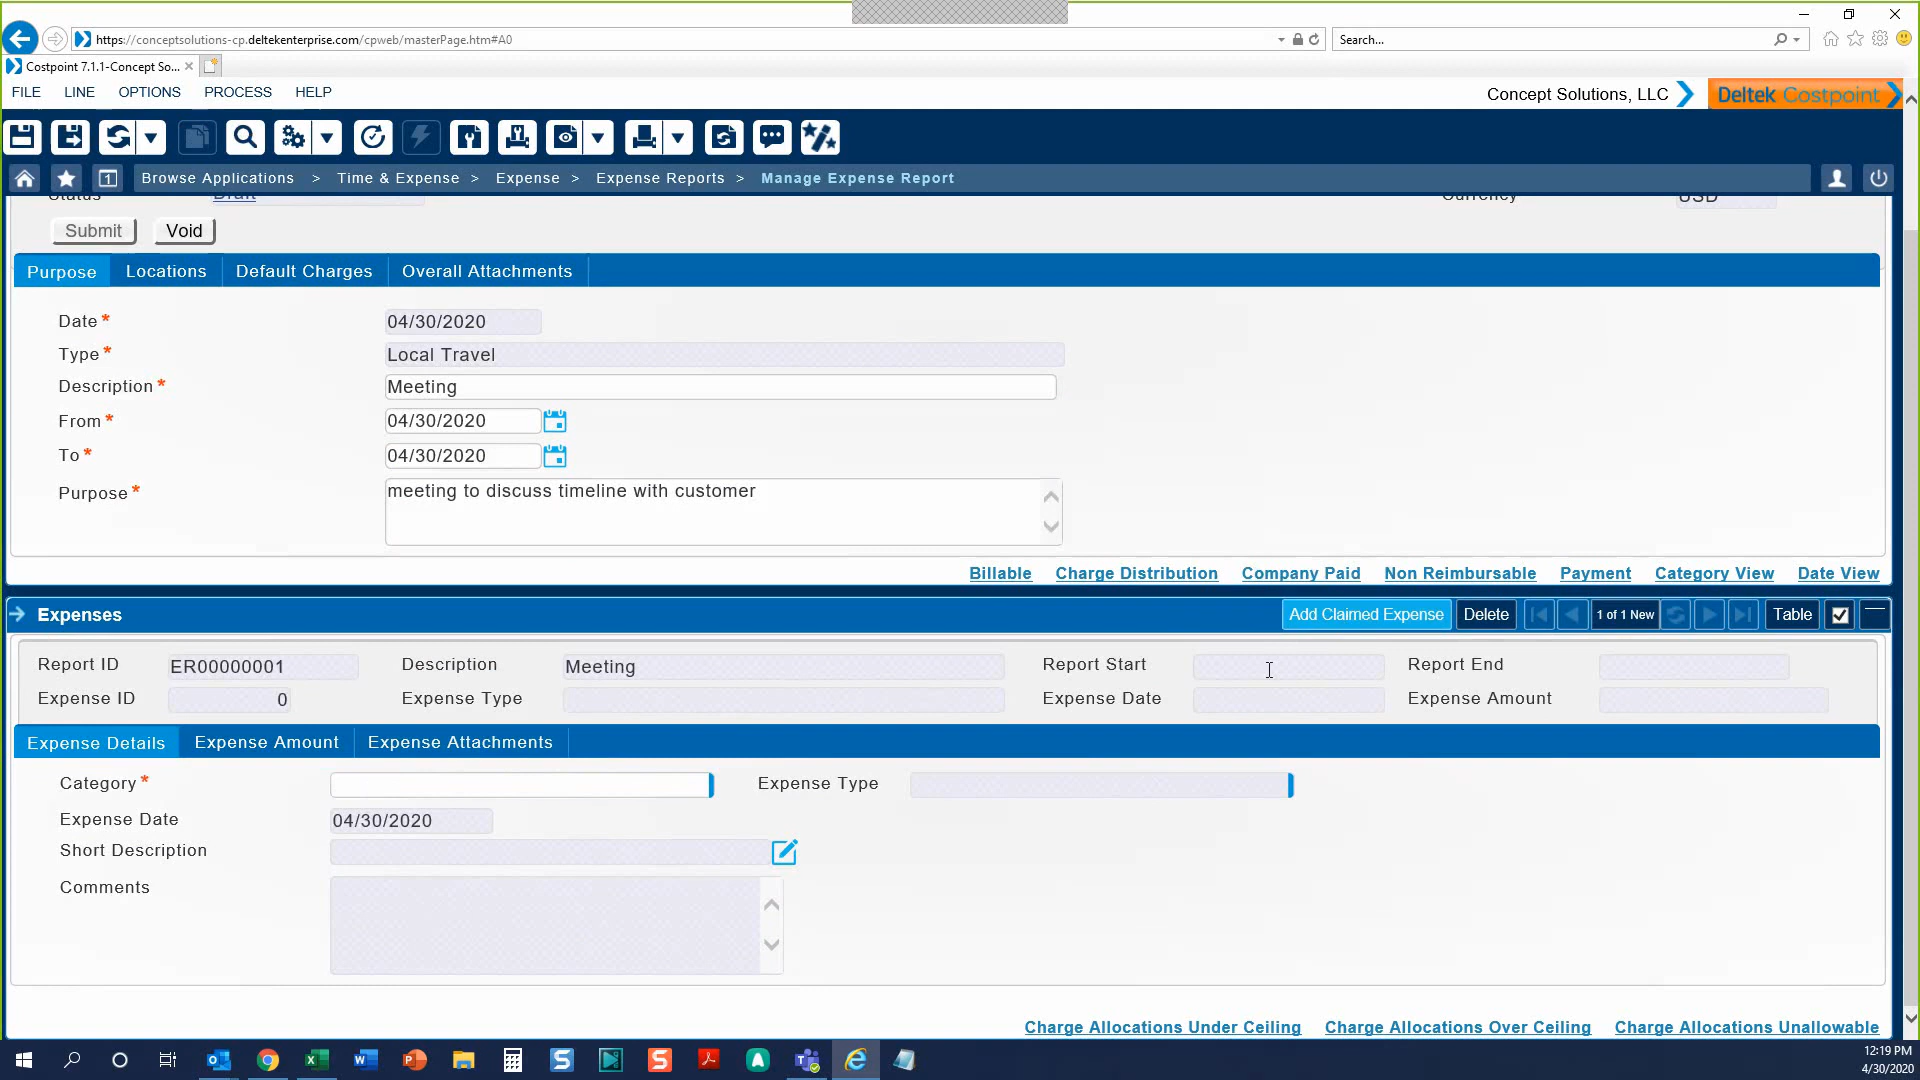 https://conceptsolutions-cp.deltekenterprise.com/cpweb/masterPage.htm#A0
Search...
Costpoint 7.1.1-Concept So...
FILE LINE OPTIONS PROCESS HELP
Concept Solutions, LLC
Deltek Costpoint
1 Browse Applications > Time & Expense > Expense > Expense Reports > Manage Expense Report
Status Draft Currency USD
Submit Void
Purpose Locations Default Charges Overall Attachments
Date * 04/30/2020
Type * Local Travel
Description * Meeting
From * 04/30/2020
To * 04/30/2020
Purpose * meeting to discuss timeline with customer
Billable Charge Distribution Company Paid Non Reimbursable Payment Category View Date View
Expenses Add Claimed Expense Delete 1 of 1 New Table
Report ID ER00000001 Description Meeting Report Start Report End
Expense ID 0 Expense Type Expense Date Expense Amount
Expense Details Expense Amount Expense Attachments
Category * Expense Type
Expense Date 04/30/2020
Short Description
Comments
Charge Allocations Under Ceiling Charge Allocations Over Ceiling Charge Allocations Unallowable
12:19 PM
4/30/2020